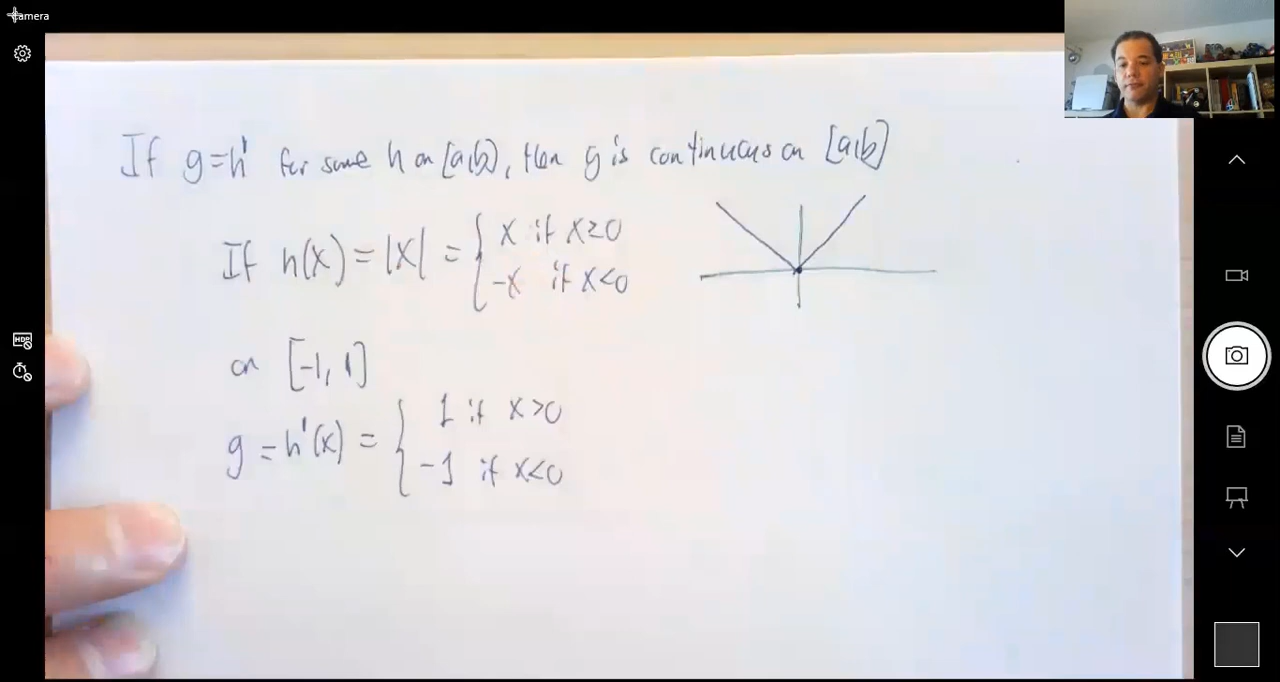 Camera
If g=h' for some h on [a,b], then g is continuous on [a,b]
If h(x) = |x| = { x if x≥0
-x if x<0
on [-1, 1]
g = h'(x) = { 1 if x>0
-1 if x<0